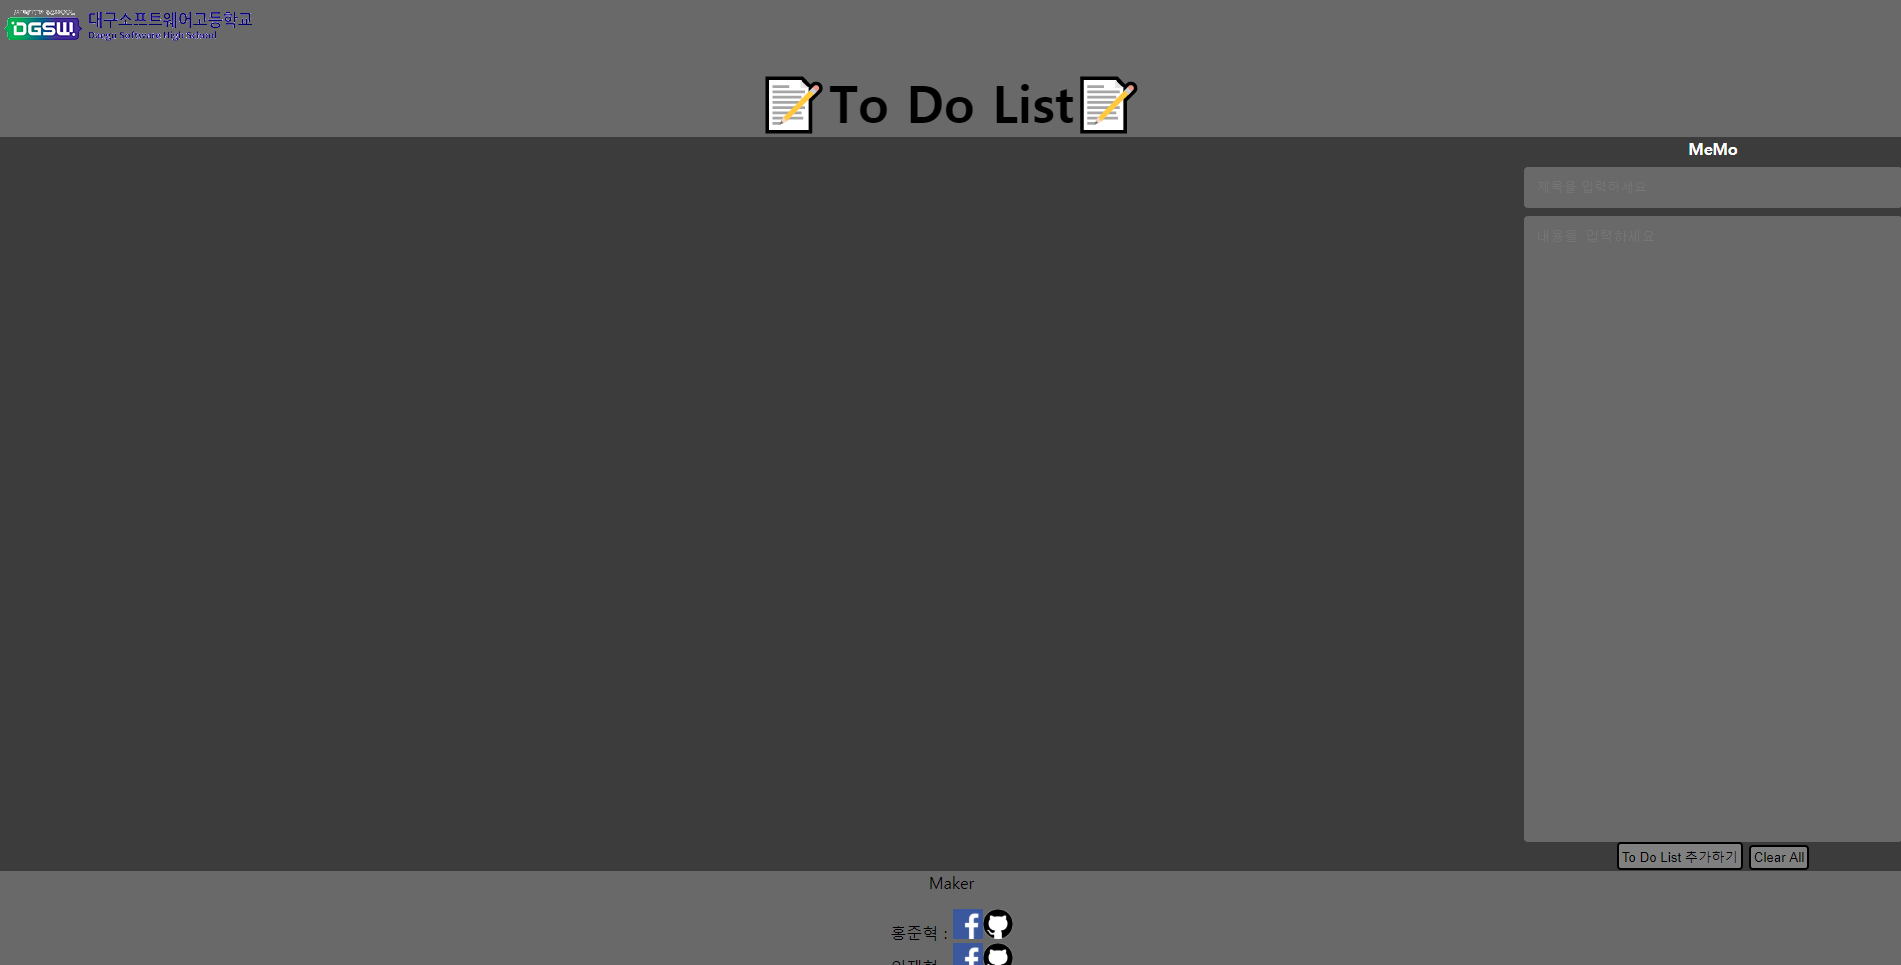 DGSW
대구소프트웨어고등학교
Daegu Software High School
To Do List
MeMo
제목을 입력하세요
내용을 입력하세요
To Do List 추가하기
Clear All
Maker
홍준혁 :